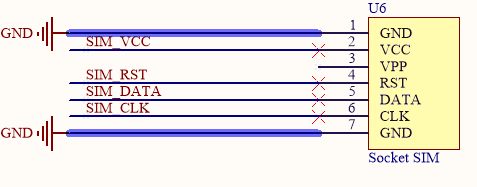 U6
GND 1 GND
SIM_VCC 2 VCC
3 VPP
SIM_RST 4 RST
SIM_DATA 5 DATA
SIM_CLK 6 CLK
GND 7 GND
Socket SIM